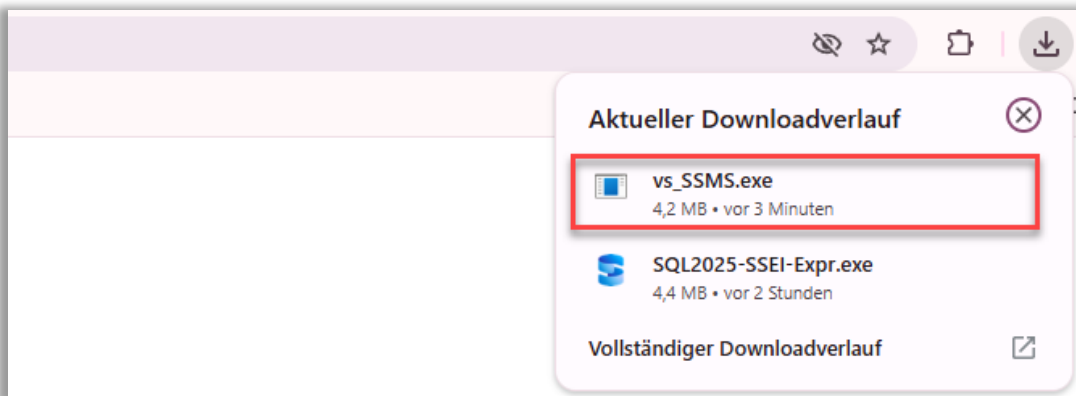 Aktueller Downloadverlauf
vs_SSMS.exe
4,2 MB • vor 3 Minuten
SQL2025-SSEI-Expr.exe
4,4 MB • vor 2 Stunden
Vollständiger Downloadverlauf